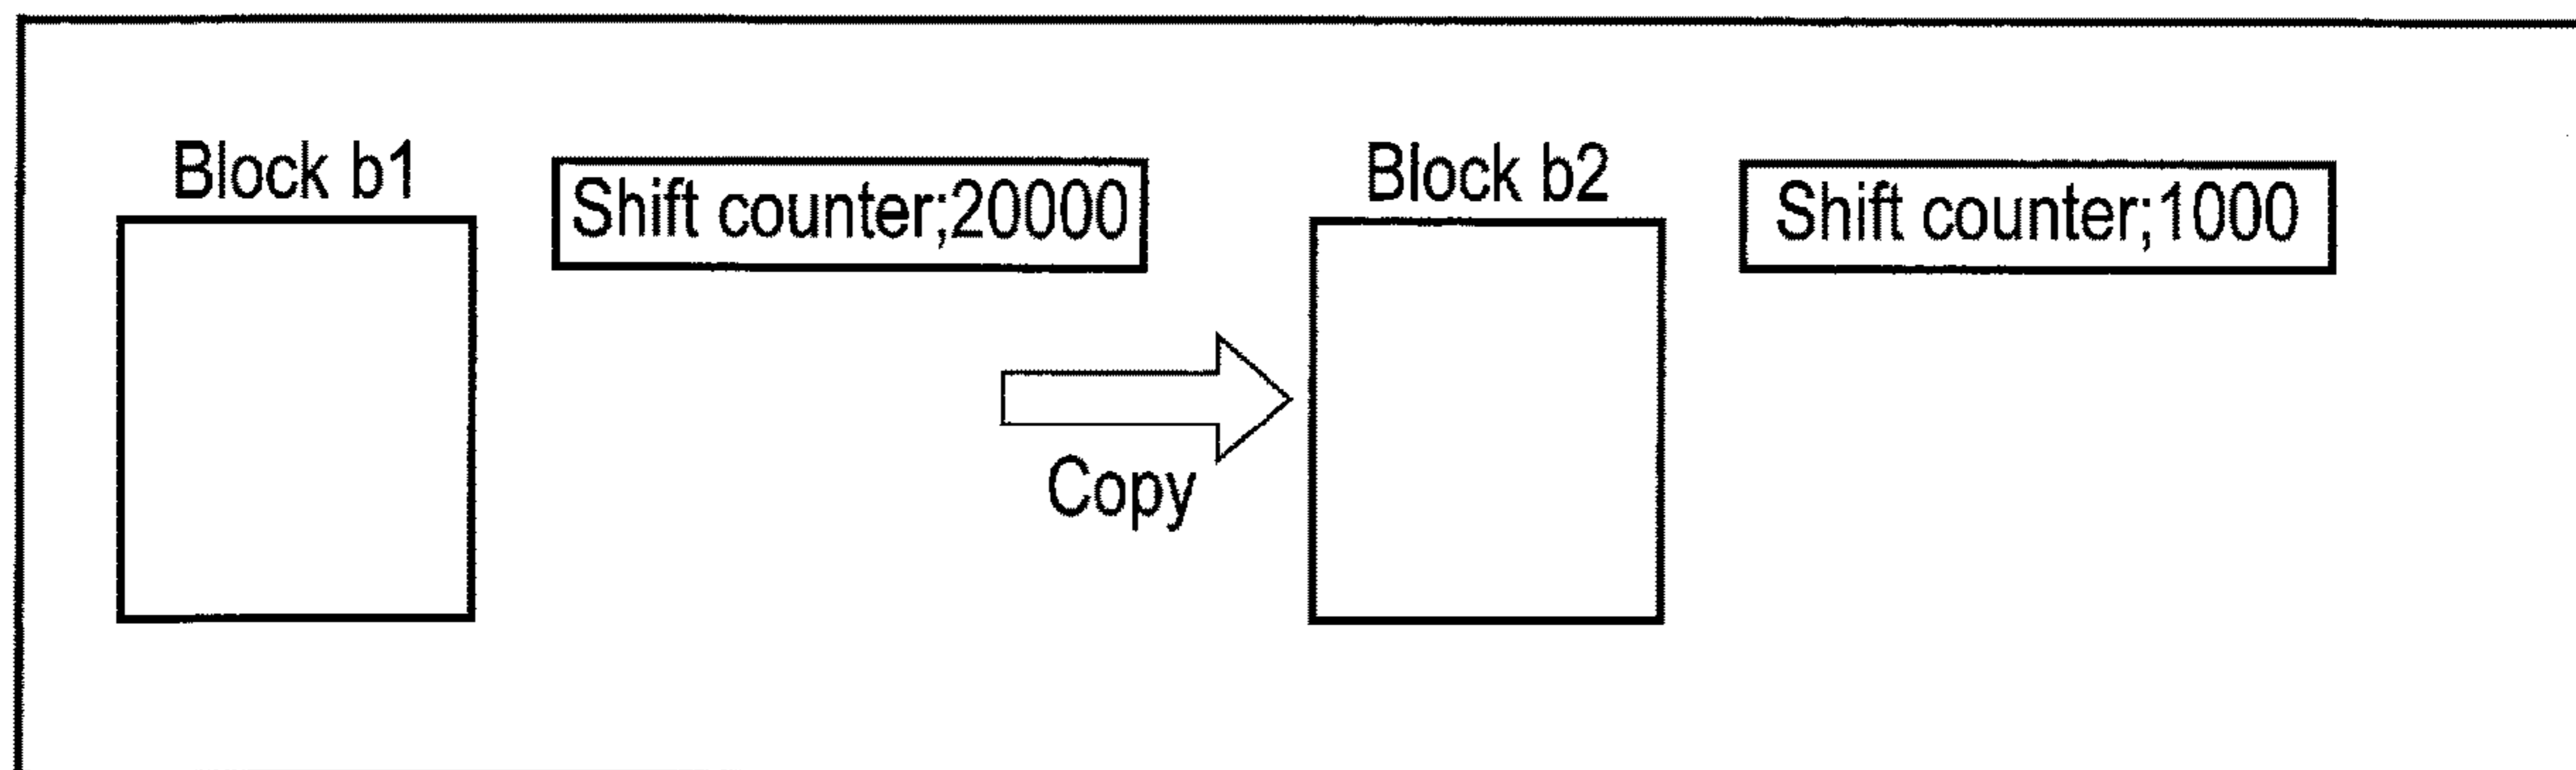 Block b1
Shift counter;20000
Block b2
Shift counter;1000
Copy